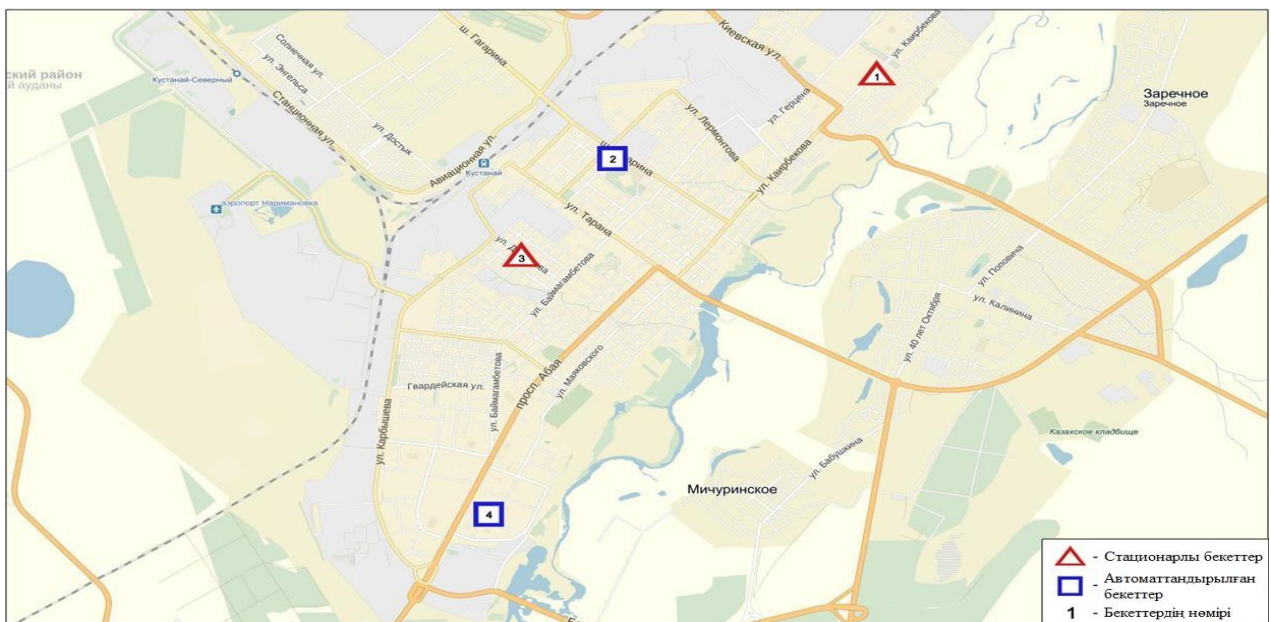 ш. Гагарина
Киевская ул.
ул. Каирбекова
1
ский район
й ауданы
Солнечная ул.
Кустанай-Северный
ул. Энгельса
Заречное
Заречное
Станционная ул.
ул. Достык
ул. Лермонтова
ул. Герцена
Авиационная ул.
Кустанай
2
ул. Каирбекова
аэропорт Наримановка
ул. Тарана
3
ул. Баймагамбетова
ул. Поповича
ул. Калинина
ул. 40 лет Октября
Гвардейская ул.
ул. Баймагамбетова
просп. Абая
ул. Маяковского
ул. Карбышева
Казахское кладбище
ул. Бабушкина
Мичуринское
4
- Стационарлы бекеттер
- Автоматтандырылған
бекеттер
1 - Бекеттердің нөмірі